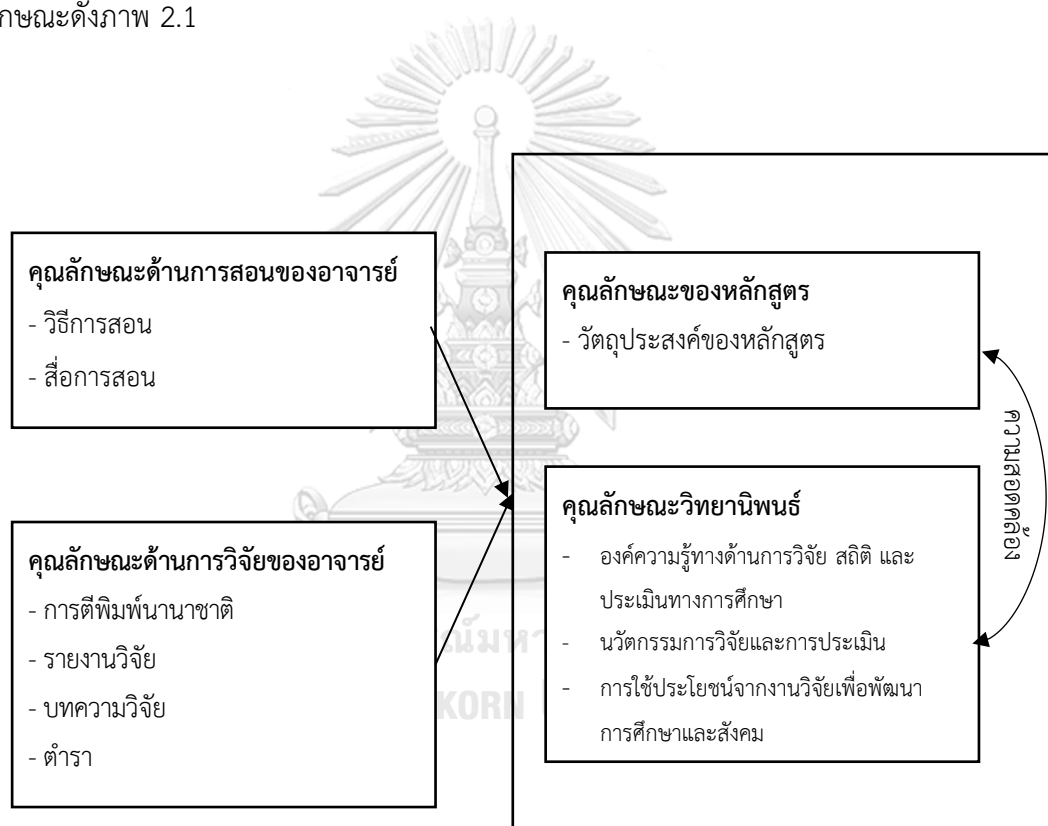 กษณะดังภาพ 2.1
คุณลักษณะด้านการสอนของอาจารย์
- วิธีการสอน
- สื่อการสอน
คุณลักษณะด้านการวิจัยของอาจารย์
- การตีพิมพ์นานาชาติ
- รายงานวิจัย
- บทความวิจัย
- ตำรา
คุณลักษณะของหลักสูตร
- วัตถุประสงค์ของหลักสูตร
คุณลักษณะวิทยานิพนธ์
- องค์ความรู้ทางด้านการวิจัย สถิติ และ
ประเมินทางการศึกษา
- นวัตกรรมการวิจัยและการประเมิน
- การใช้ประโยชน์จากงานวิจัยเพื่อพัฒนา
การศึกษาและสังคม
ความสอดคล้อง
ณ์มหา
KORN